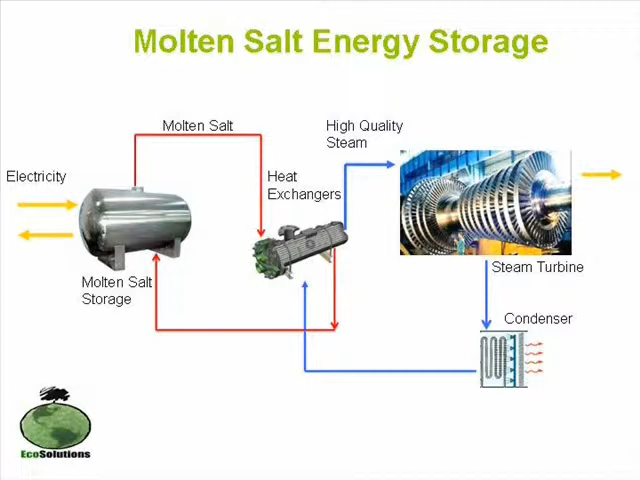 Molten Salt Energy Storage
Molten Salt
High Quality
Steam
Electricity
Heat
Exchangers
Molten Salt
Storage
Steam Turbine
Condenser
EcoSolutions